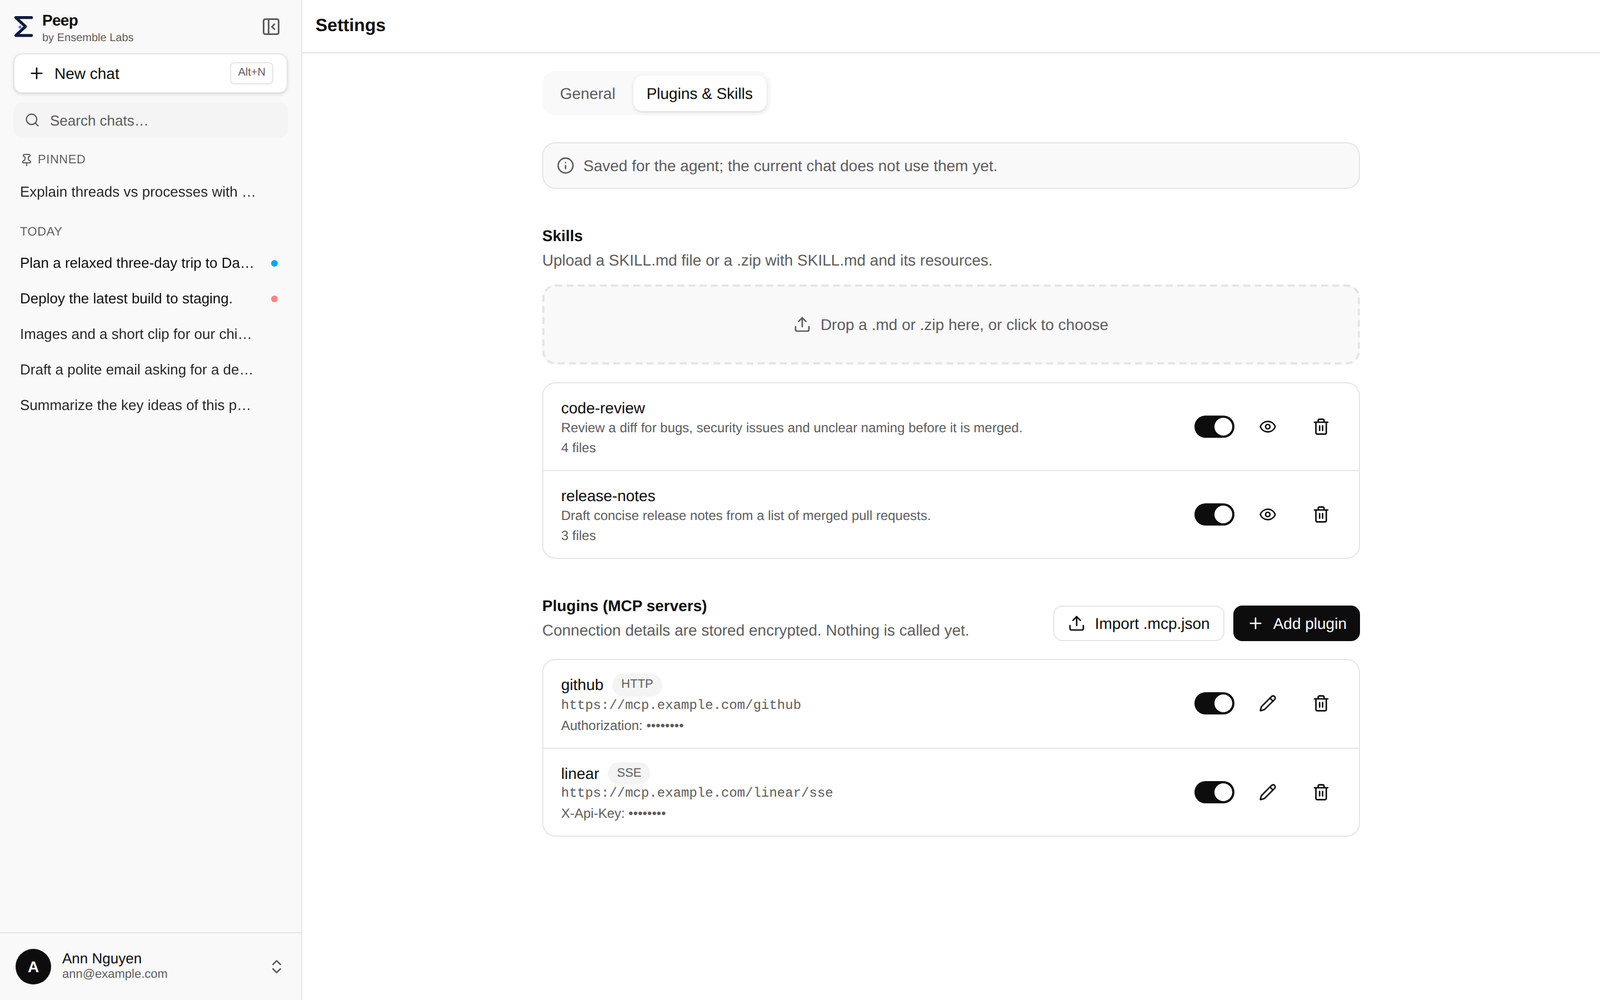 Peep
by Ensemble Labs
New chat
Alt+N
Search chats…
PINNED
Explain threads vs processes with …
TODAY
Plan a relaxed three-day trip to Da…
Deploy the latest build to staging.
Images and a short clip for our chi…
Draft a polite email asking for a de…
Summarize the key ideas of this p…
A
Ann Nguyen
ann@example.com
Settings
General
Plugins & Skills
Saved for the agent; the current chat does not use them yet.
Skills
Upload a SKILL.md file or a .zip with SKILL.md and its resources.
Drop a .md or .zip here, or click to choose
code-review
Review a diff for bugs, security issues and unclear naming before it is merged.
4 files
release-notes
Draft concise release notes from a list of merged pull requests.
3 files
Plugins (MCP servers)
Connection details are stored encrypted. Nothing is called yet.
Import .mcp.json
Add plugin
github HTTP
https://mcp.example.com/github
Authorization: ••••••••
linear SSE
https://mcp.example.com/linear/sse
X-Api-Key: ••••••••